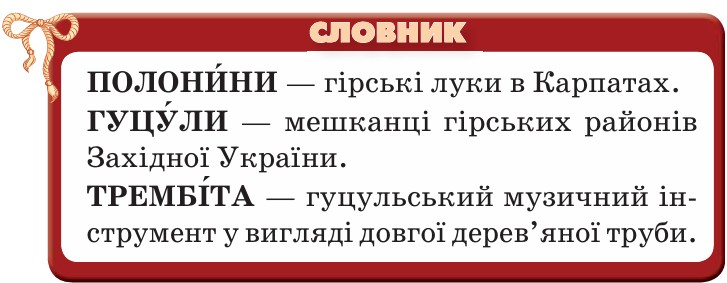 СЛОВНИК
ПОЛОНИ́НИ — гірські луки в Карпатах.
ГУЦУ́ЛИ — мешканці гірських районів
Західної України.
ТРЕМБІ́ТА — гуцульський музичний ін-
струмент у вигляді довгої дерев’яної труби.